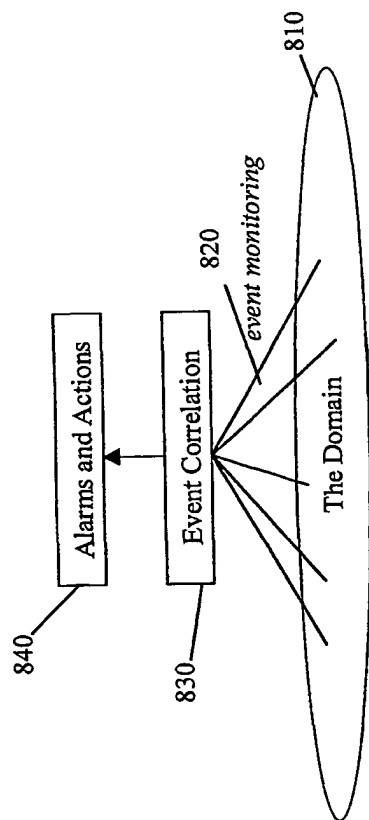 840
Alarms and Actions
830
Event Correlation
820
event monitoring
The Domain
810